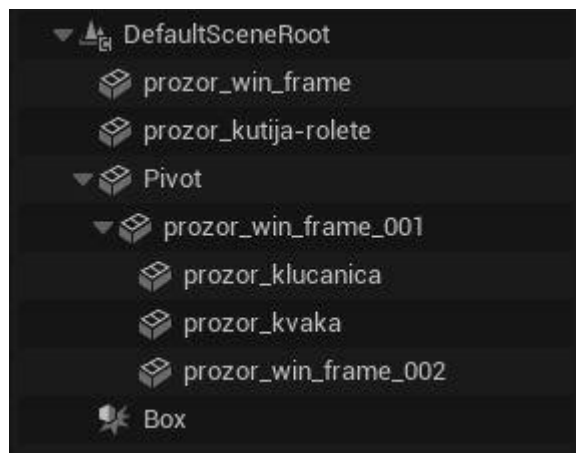 DefaultSceneRoot
prozor_win_frame
prozor_kutija-rolete
Pivot
prozor_win_frame_001
prozor_klucanica
prozor_kvaka
prozor_win_frame_002
Box